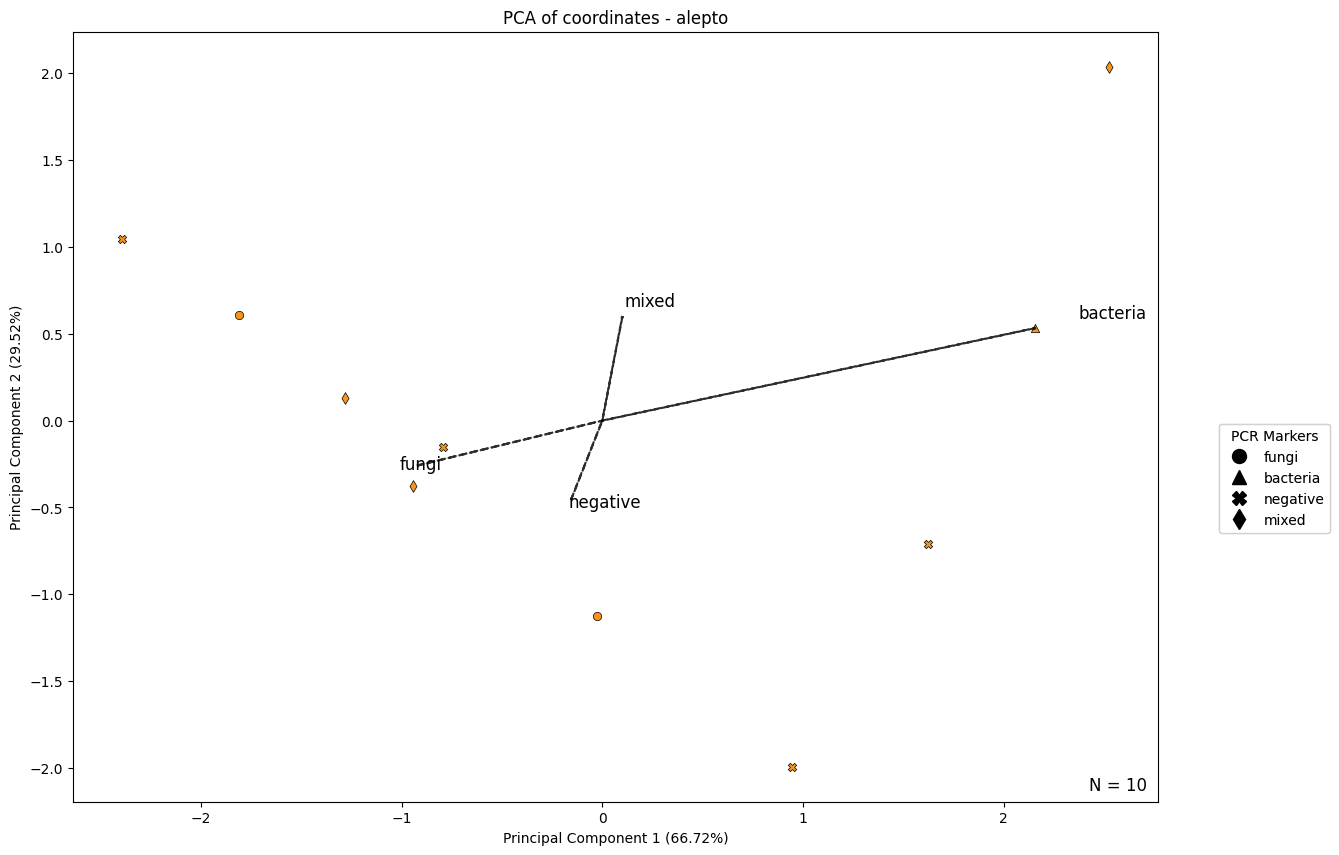 PCA of coordinates - alepto
Principal Component 2 (29.52%)
2.0
1.5
1.0
0.5
0.0
−0.5
−1.0
−1.5
−2.0
mixed
bacteria
fungi
negative
N = 10
PCR Markers
fungi
bacteria
negative
mixed
−2
−1
0
1
2
Principal Component 1 (66.72%)